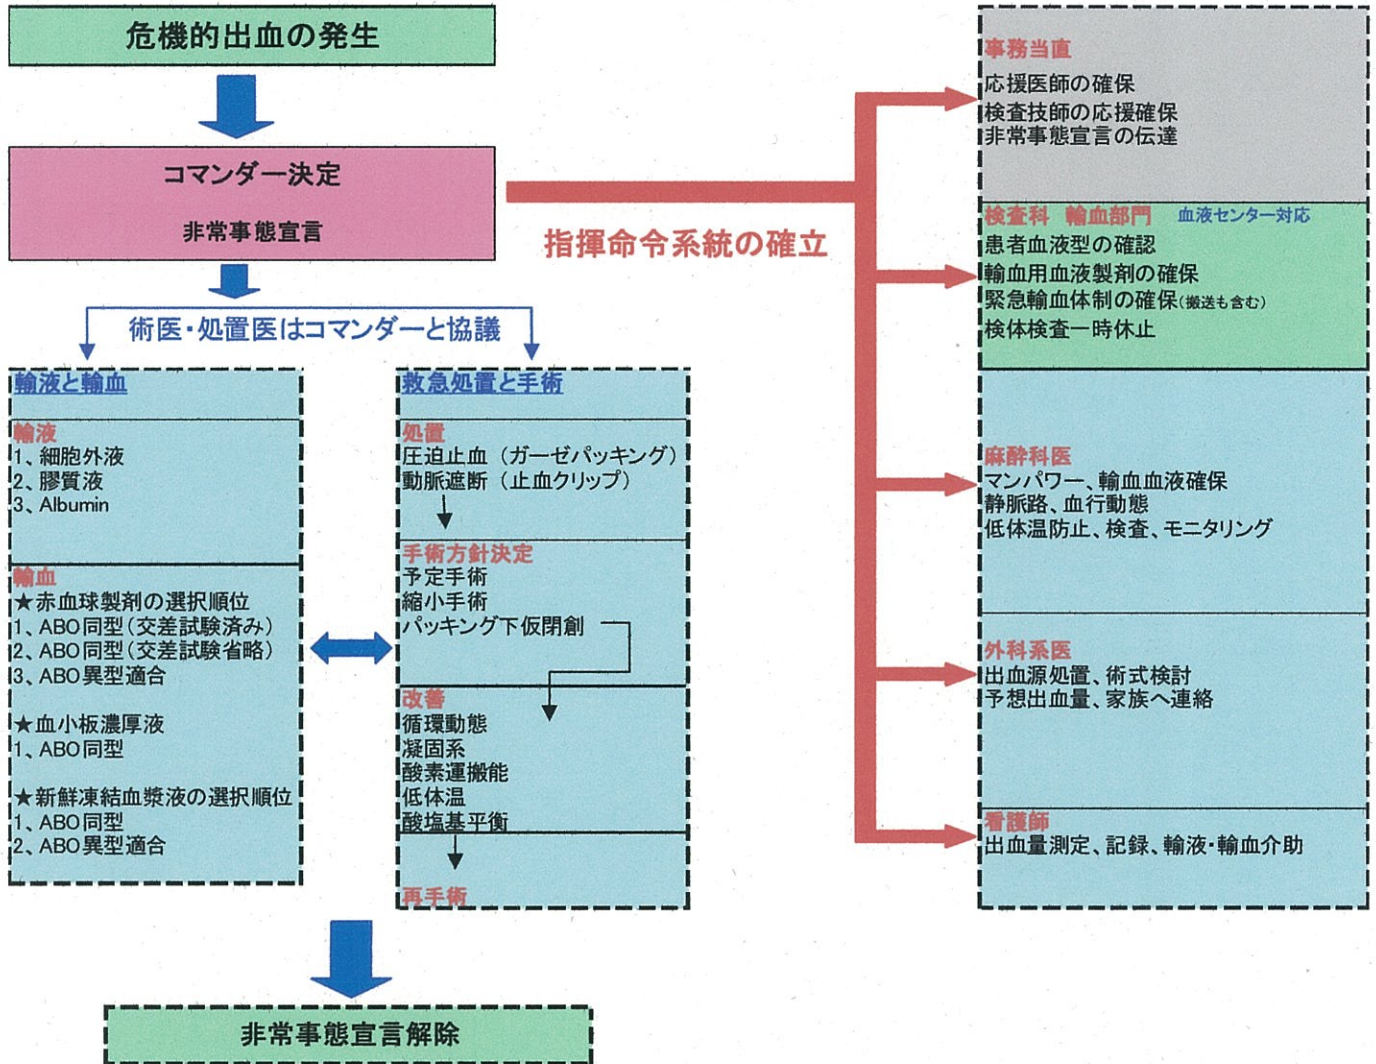 危機的出血の発生
コマンダー決定
非常事態宣言
指揮命令系統の確立
術医・処置医はコマンダーと協議
輸液と輸血
輸液
1、細胞外液
2、膠質液
3、Albumin
輸血
★赤血球製剤の選択順位
1、ABO同型(交差試験済み)
2、ABO同型(交差試験省略)
3、ABO異型適合
★血小板濃厚液
1、ABO同型
★新鮮凍結血漿液の選択順位
1、ABO同型
2、ABO異型適合
救急処置と手術
処置
圧迫止血（ガーゼパッキング）
動脈遮断（止血クリップ）
手術方針決定
予定手術
縮小手術
パッキング下仮閉創
改善
循環動態
凝固系
酸素運搬能
低体温
酸塩基平衡
再手術
非常事態宣言解除
事務当直
応援医師の確保
検査技師の応援確保
非常事態宣言の伝達
検査科 輸血部門 血液センター対応
患者血液型の確認
輸血用血液製剤の確保
緊急輸血体制の確保(搬送も含む)
検体検査一時休止
麻酔科医
マンパワー、輸血血液確保
静脈路、血行動態
低体温防止、検査、モニタリング
外科系医
出血源処置、術式検討
予想出血量、家族へ連絡
看護師
出血量測定、記録、輸液・輸血介助